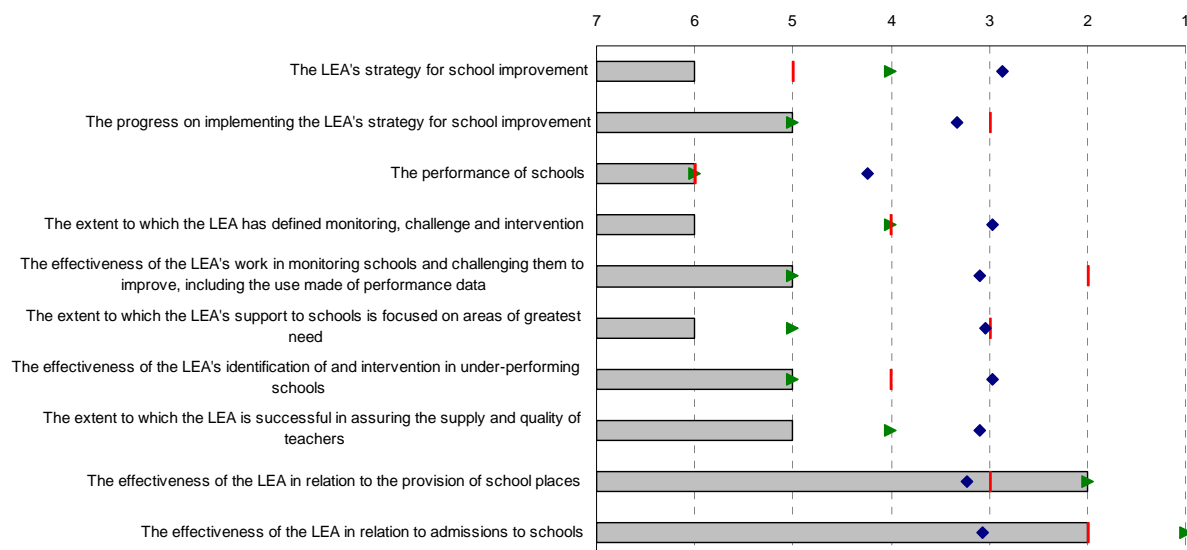 7 6 5 4 3 2 1
The LEA's strategy for school improvement
The progress on implementing the LEA's strategy for school improvement
The performance of schools
The extent to which the LEA has defined monitoring, challenge and intervention
The effectiveness of the LEA's work in monitoring schools and challenging them to
improve, including the use made of performance data
The extent to which the LEA's support to schools is focused on areas of greatest
need
The effectiveness of the LEA's identification of and intervention in under-performing
schools
The extent to which the LEA is successful in assuring the supply and quality of
teachers
The effectiveness of the LEA in relation to the provision of school places
The effectiveness of the LEA in relation to admissions to schools